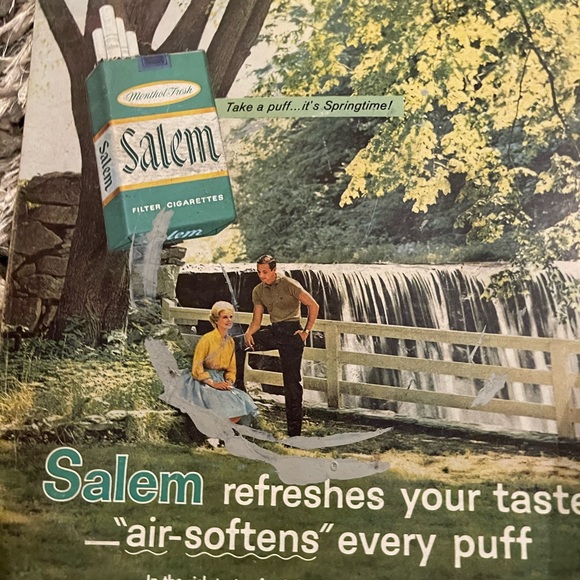 Menthol Fresh
Salem
Salem
FILTER CIGARETTES
Take a puff...it's Springtime!
Salem refreshes your taste
—"air-softens" every puff